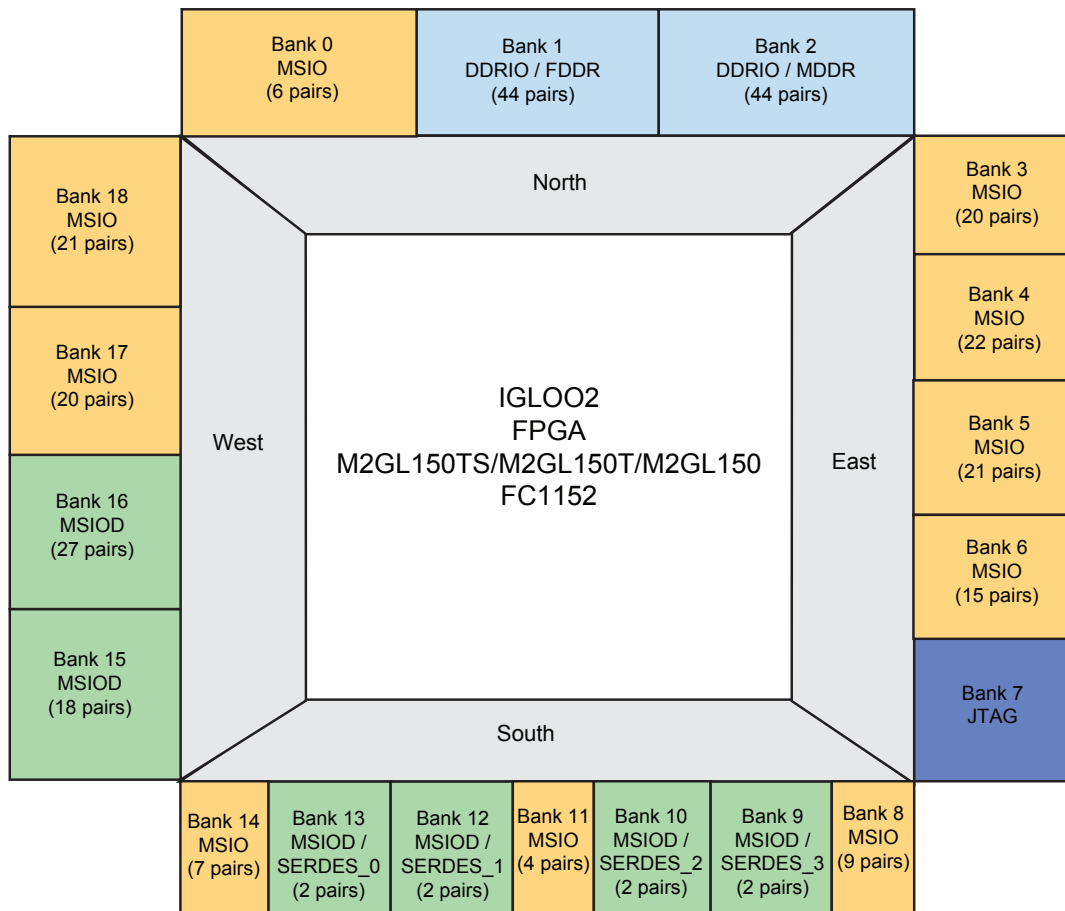 Bank 0
MSIO
(6 pairs)
Bank 1
DDRIO / FDDR
(44 pairs)
Bank 2
DDRIO / MDDR
(44 pairs)
North
Bank 18
MSIO
(21 pairs)
Bank 17
MSIO
(20 pairs)
Bank 16
MSIOD
(27 pairs)
Bank 15
MSIOD
(18 pairs)
West
IGLOO2
FPGA
M2GL150TS/M2GL150T/M2GL150
FC1152
East
Bank 3
MSIO
(20 pairs)
Bank 4
MSIO
(22 pairs)
Bank 5
MSIO
(21 pairs)
Bank 6
MSIO
(15 pairs)
Bank 7
JTAG
South
Bank 14
MSIO
(7 pairs)
Bank 13
MSIOD /
SERDES_0
(2 pairs)
Bank 12
MSIOD /
SERDES_1
(2 pairs)
Bank 11
MSIO
(4 pairs)
Bank 10
MSIOD /
SERDES_2
(2 pairs)
Bank 9
MSIOD /
SERDES_3
(2 pairs)
Bank 8
MSIO
(9 pairs)